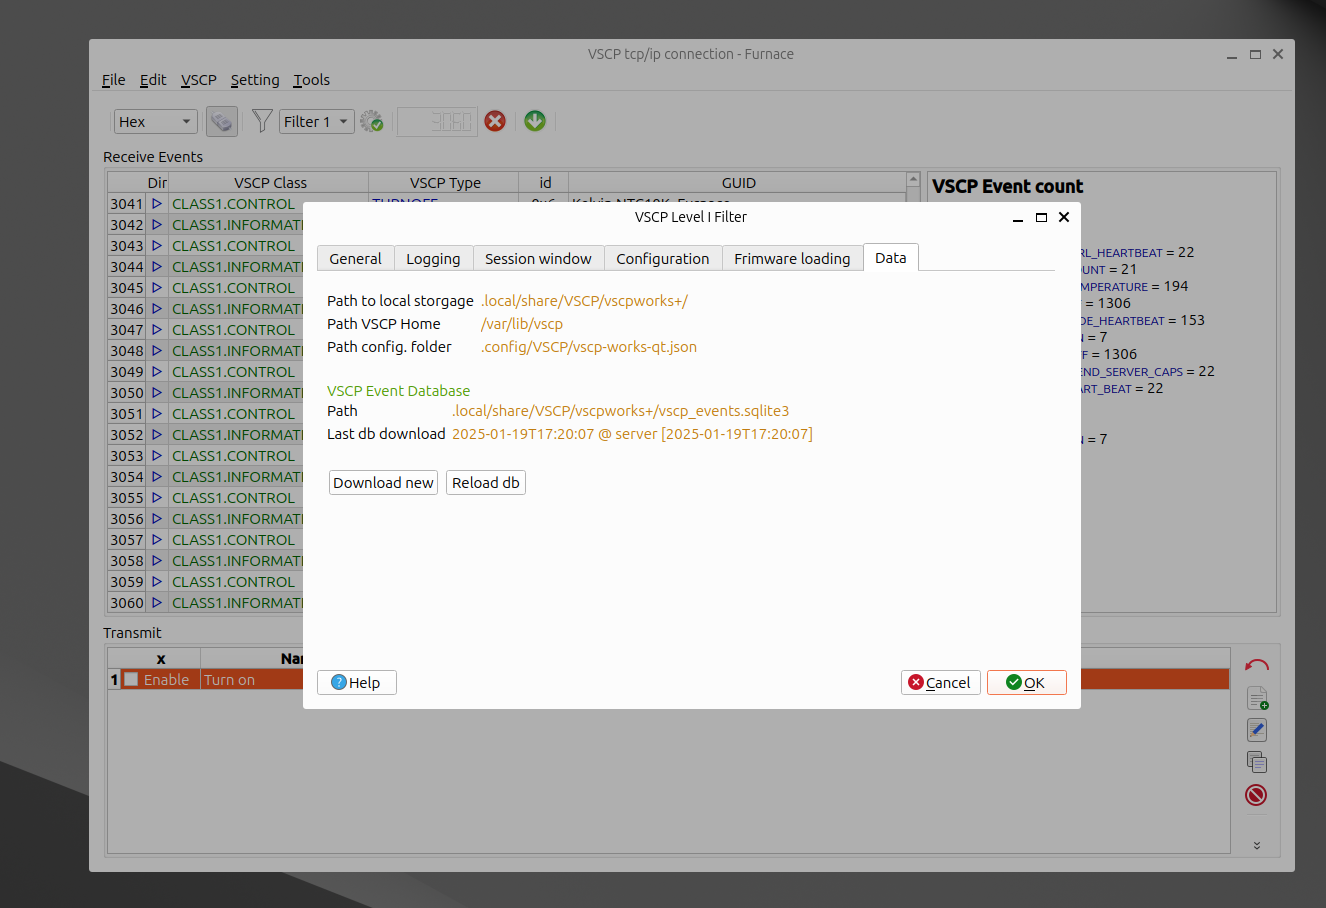 VSCP tcp/ip connection - Furnace
File Edit VSCP Setting Tools
Hex Filter 1 3060
Receive Events
Dir VSCP Class VSCP Type id GUID
3041 CLASS1.CONTROL
3042 CLASS1.INFORMATI
3043 CLASS1.CONTROL
3044 CLASS1.INFORMATI
3045 CLASS1.CONTROL
3046 CLASS1.INFORMATI
3047 CLASS1.CONTROL
3048 CLASS1.INFORMATI
3049 CLASS1.CONTROL
3050 CLASS1.INFORMATI
3051 CLASS1.CONTROL
3052 CLASS1.INFORMATI
3053 CLASS1.CONTROL
3054 CLASS1.INFORMATI
3055 CLASS1.CONTROL
3056 CLASS1.INFORMATI
3057 CLASS1.CONTROL
3058 CLASS1.INFORMATI
3059 CLASS1.CONTROL
3060 CLASS1.INFORMATI
VSCP Event count
RL_HEARTBEAT = 22
UNT = 21
MPERATURE = 194
= 1306
DE_HEARTBEAT = 153
N = 7
F = 1306
END_SERVER_CAPS = 22
ART_BEAT = 22
N = 7
VSCP Level I Filter
General Logging Session window Configuration Frimware loading Data
Path to local storgage .local/share/VSCP/vscpworks+/
Path VSCP Home /var/lib/vscp
Path config. folder .config/VSCP/vscp-works-qt.json
VSCP Event Database
Path .local/share/VSCP/vscpworks+/vscp_events.sqlite3
Last db download 2025-01-19T17:20:07 @ server [2025-01-19T17:20:07]
Download new Reload db
Help Cancel OK
Transmit
x Nar
1 Enable Turn on